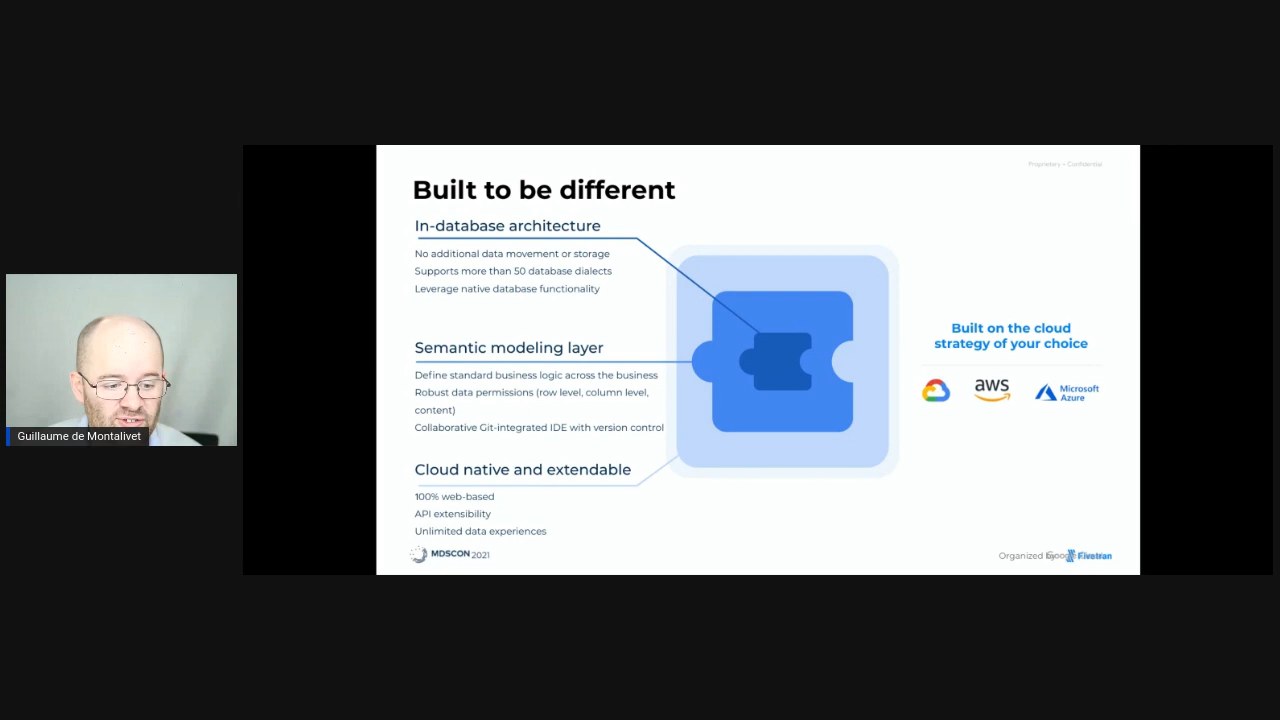 Proprietary + Confidential
Built to be different
In-database architecture
No additional data movement or storage
Supports more than 50 database dialects
Leverage native database functionality
Semantic modeling layer
Define standard business logic across the business
Robust data permissions (row level, column level,
content)
Collaborative Git-integrated IDE with version control
Cloud native and extendable
100% web-based
API extensibility
Unlimited data experiences
Built on the cloud
strategy of your choice
aws
Microsoft
Azure
MDSCON 2021
Organized by Fivetran
Guillaume de Montalivet